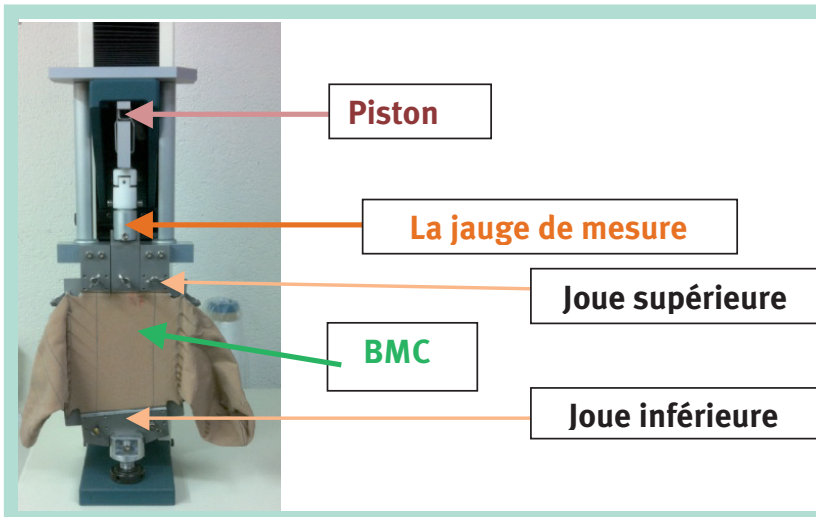 Piston
La jauge de mesure
Joue supérieure
BMC
Joue inférieure